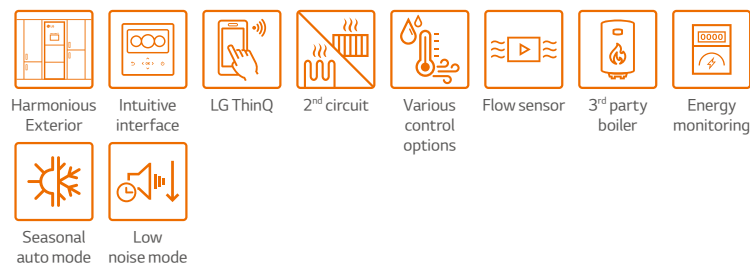 Harmonious
Exterior
Intuitive
interface
LG ThinQ
2nd circuit
Various
control
options
Flow sensor
3rd party
boiler
0000
Energy
monitoring
Seasonal
auto mode
Low
noise mode